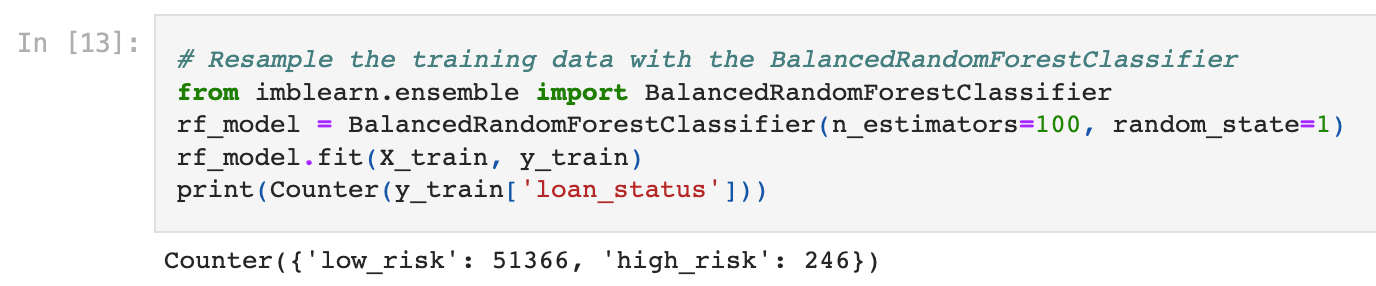 In [13]:
# Resample the training data with the BalancedRandomForestClassifier
from imblearn.ensemble import BalancedRandomForestClassifier
rf_model = BalancedRandomForestClassifier(n_estimators=100, random_state=1)
rf_model.fit(X_train, y_train)
print(Counter(y_train['loan_status']))
Counter({'low_risk': 51366, 'high_risk': 246})